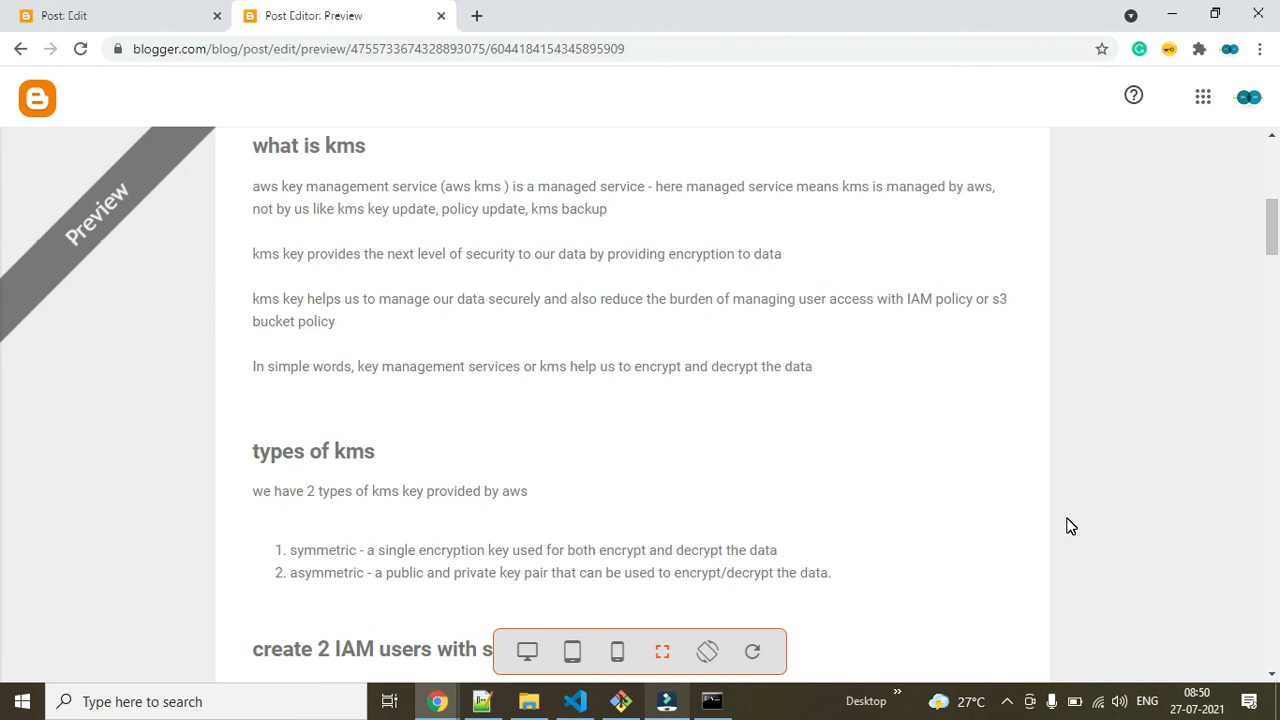 Post: Edit
Post Editor: Preview
blogger.com/blog/post/edit/preview/4755733674328893075/6044184154345895909
Preview
what is kms
aws key management service (aws kms ) is a managed service - here managed service means kms is managed by aws,
not by us like kms key update, policy update, kms backup
kms key provides the next level of security to our data by providing encryption to data
kms key helps us to manage our data securely and also reduce the burden of managing user access with IAM policy or s3
bucket policy
In simple words, key management services or kms help us to encrypt and decrypt the data
types of kms
we have 2 types of kms key provided by aws
1. symmetric - a single encryption key used for both encrypt and decrypt the data
2. asymmetric - a public and private key pair that can be used to encrypt/decrypt the data.
create 2 IAM users with s
Type here to search
Desktop
27°C
ENG
08:50
27-07-2021